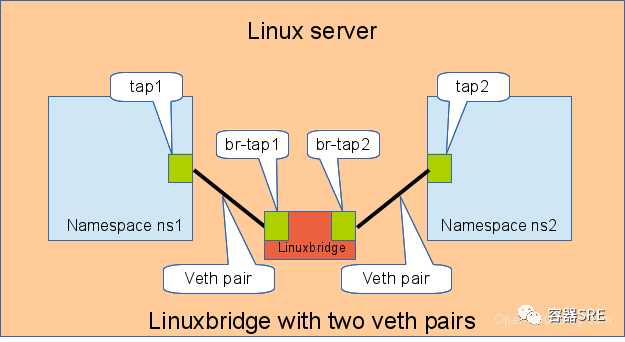 Linux server
tap1
tap2
br-tap1
br-tap2
Namespace ns1
Namespace ns2
Linuxbridge
Veth pair
Veth pair
Linuxbridge with two veth pairs
容器SRE